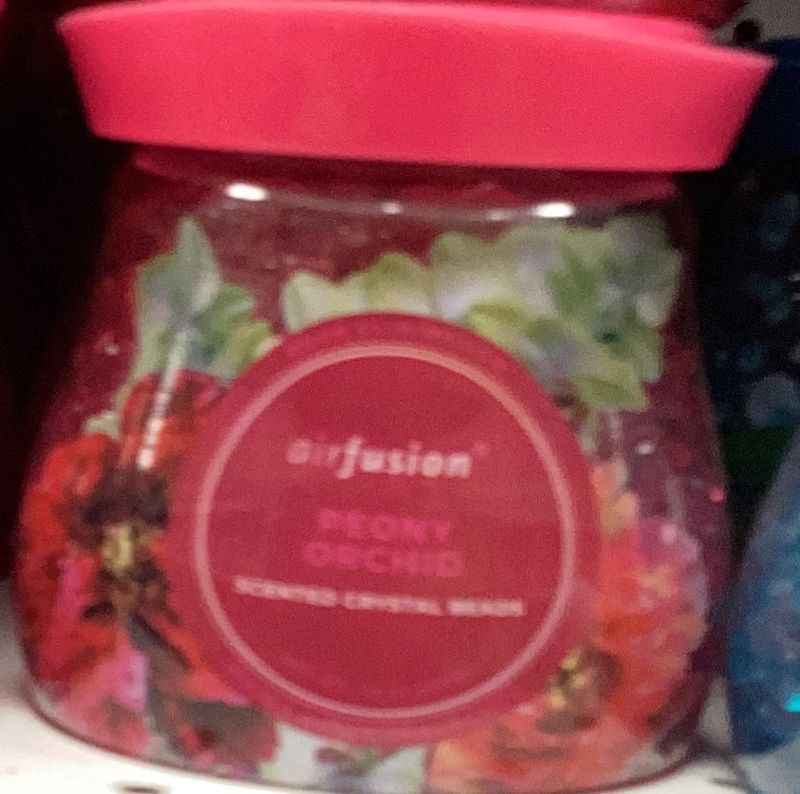 airfusion
PEONY
ORCHID
SCENTED CRYSTAL BEADS